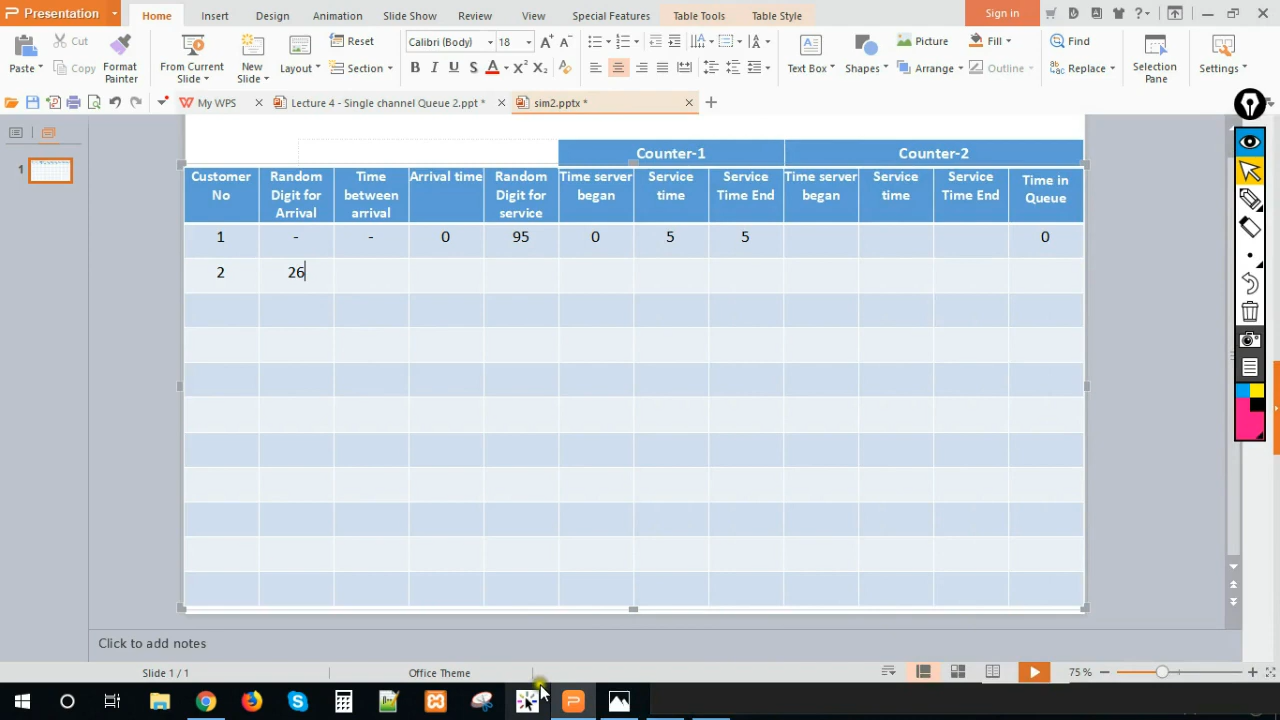 Presentation
Home
Insert
Design
Animation
Slide Show
Review
View
Special Features
Table Tools
Table Style
Sign in
Paste
Cut
Copy
Format Painter
From Current Slide
New Slide
Layout
Reset
Section
Calibri (Body)
18
Text Box
Shapes
Picture
Arrange
Fill
Outline
Find
Replace
Selection Pane
Settings
My WPS
Lecture 4 - Single channel Queue 2.ppt *
sim2.pptx *
1
Counter-1 Counter-2
Customer No
Random Digit for Arrival
Time between arrival
Arrival time
Random Digit for service
Time server began
Service time
Service Time End
Time server began
Service time
Service Time End
Time in Queue
1 - - 0 95 0 5 5 0
2 26
Click to add notes
Slide 1 / 1
Office Theme
75 %